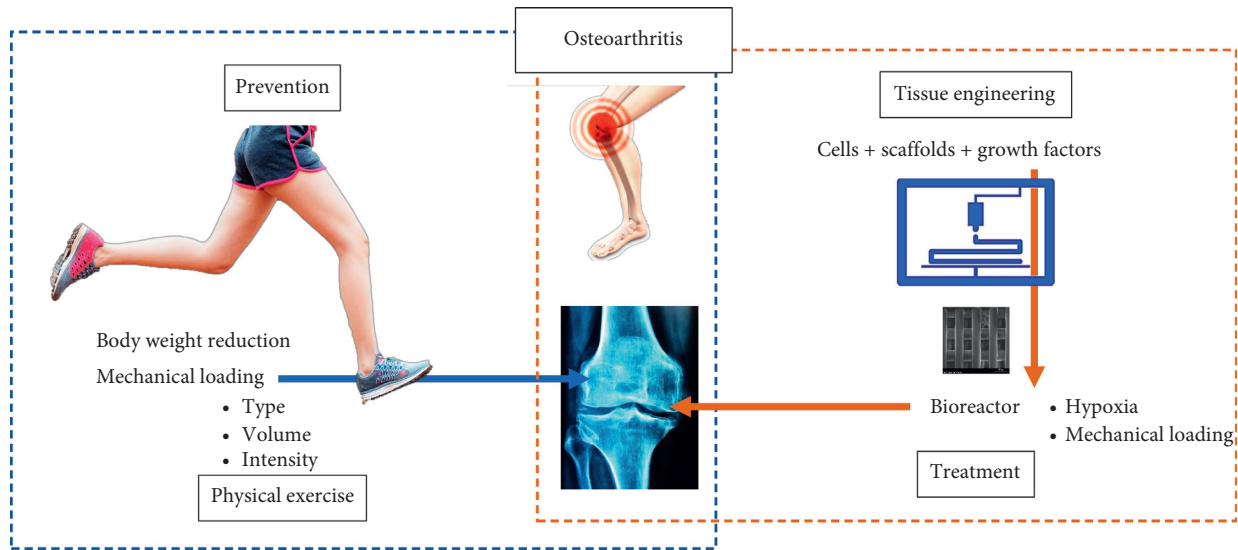 Osteoarthritis
Prevention
Body weight reduction
Mechanical loading
• Type
• Volume
• Intensity
Physical exercise
Tissue engineering
Cells + scaffolds + growth factors
Bioreactor
• Hypoxia
• Mechanical loading
Treatment